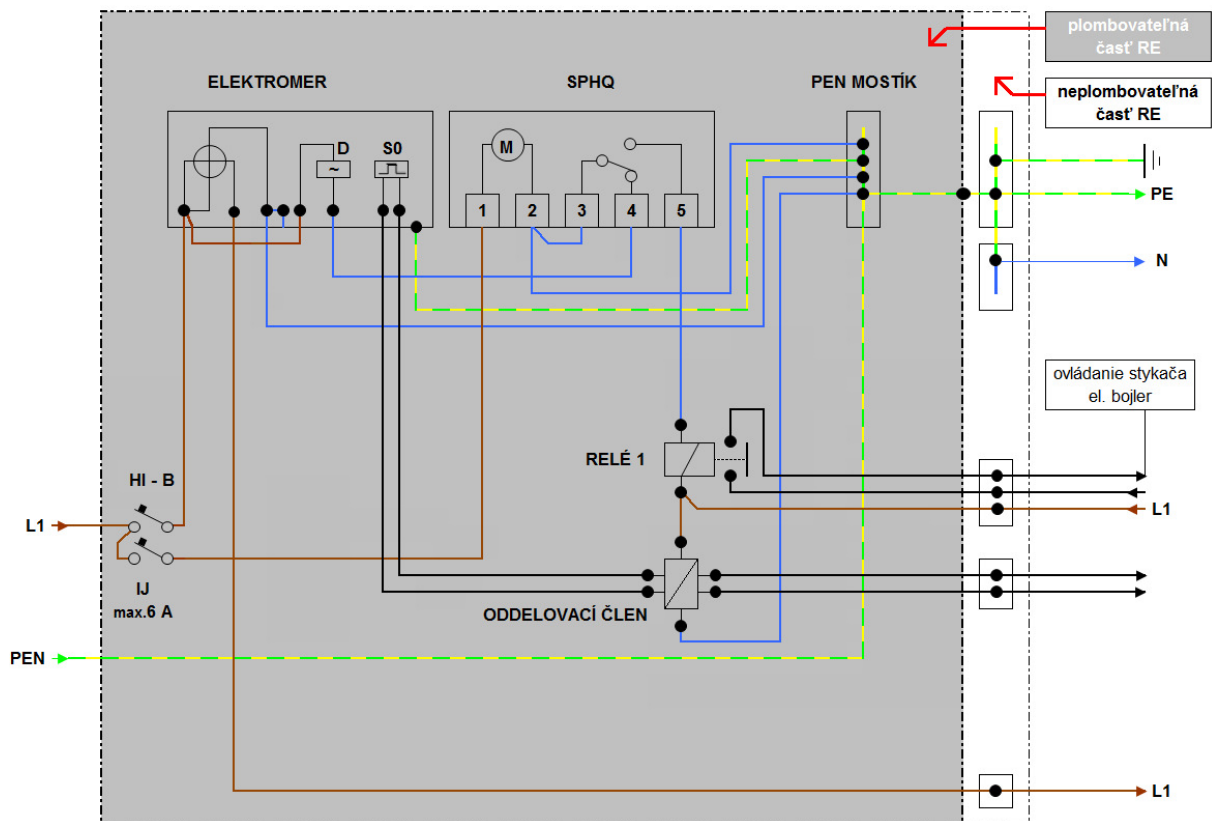 plombovateľná
časť RE
ELEKTROMER
SPHQ
PEN MOSTÍK
neplombovateľná
časť RE
D
S0
~
M
1
2
3
4
5
PE
N
ovládanie stykača
el. bojler
RELÉ 1
HI - B
L1
L1
IJ
max.6 A
ODDELOVACÍ ČLEN
PEN
L1